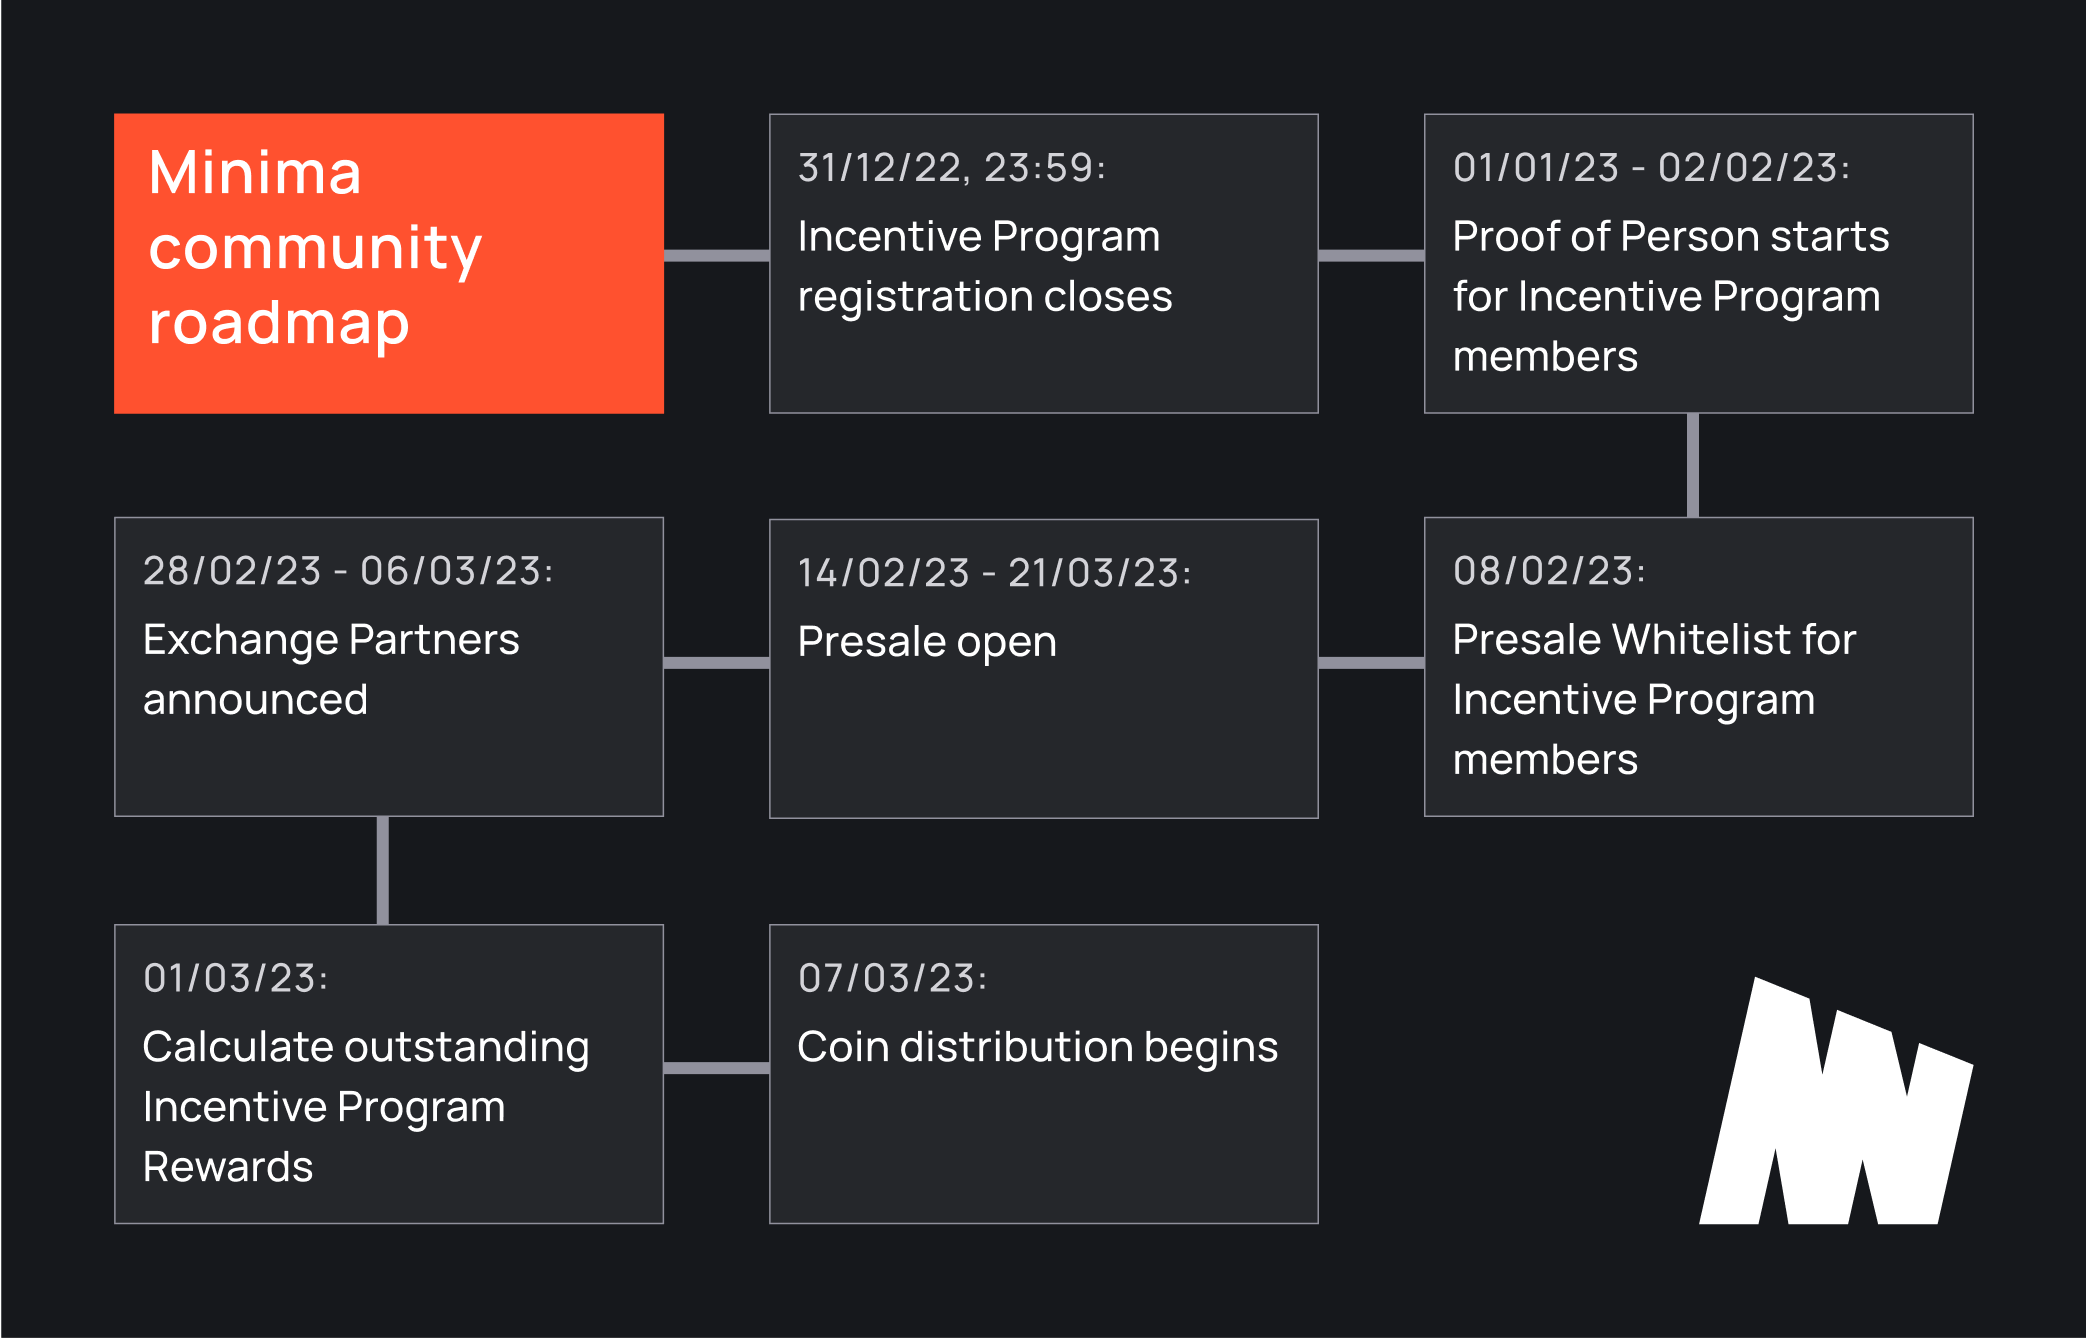 Minima
community
roadmap
31/12/22, 23:59:
Incentive Program
registration closes
01/01/23 - 02/02/23:
Proof of Person starts
for Incentive Program
members
08/02/23:
Presale Whitelist for
Incentive Program
members
14/02/23 - 21/03/23:
Presale open
28/02/23 - 06/03/23:
Exchange Partners
announced
01/03/23:
Calculate outstanding
Incentive Program
Rewards
07/03/23:
Coin distribution begins